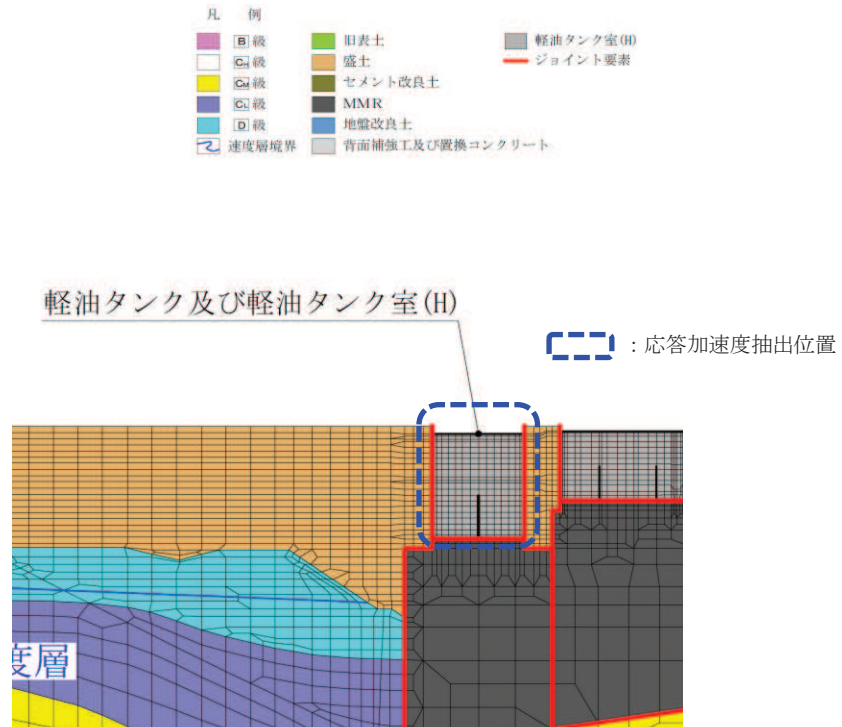 凡　例
B 級
CH 級
CM 級
CL 級
D 級
速度層境界
旧表土
盛土
セメント改良土
MMR
地盤改良土
背面補強工及び置換コンクリート
軽油タンク室(H)
ジョイント要素
軽油タンク及び軽油タンク室(H)
：応答加速度抽出位置
度層